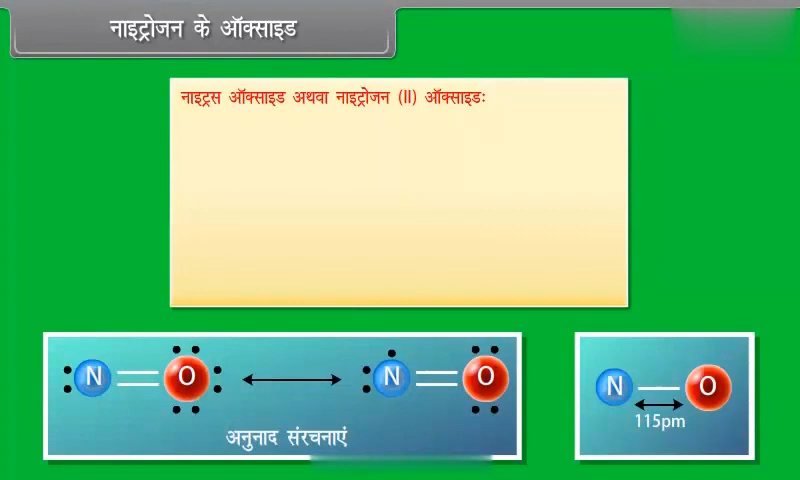 नाइट्रोजन के ऑक्साइड
नाइट्रस ऑक्साइड अथवा नाइट्रोजन (II) ऑक्साइडः
N O N O
अनुनाद संरचनाएं
N O
115pm